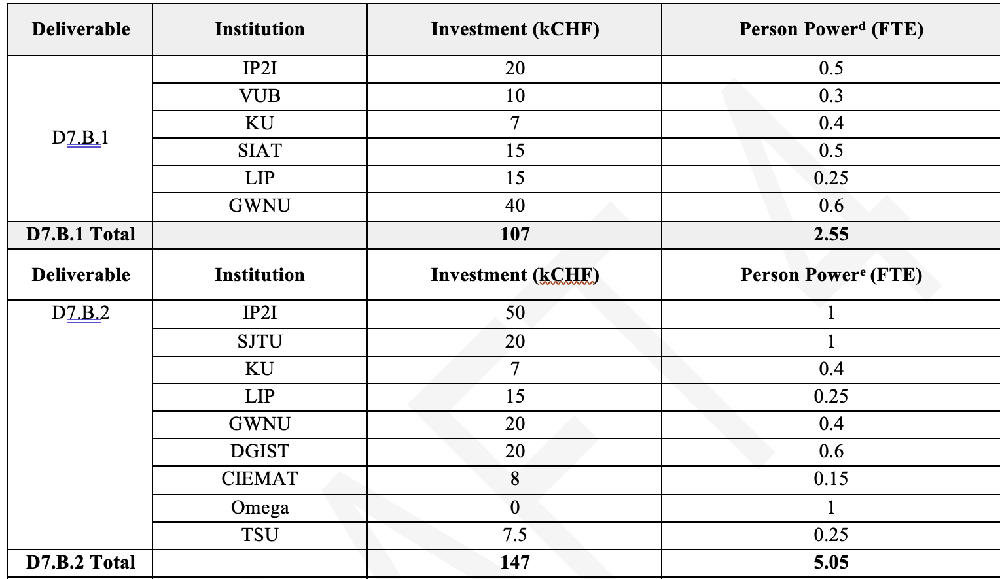 Deliverable Institution Investment (kCHF) Person Powerᵈ (FTE)
IP2I 20 0.5
VUB 10 0.3
KU 7 0.4
D7.B.1
SIAT 15 0.5
LIP 15 0.25
GWNU 40 0.6
D7.B.1 Total 107 2.55
Deliverable Institution Investment (kCHF) Person Powerᵉ (FTE)
D7.B.2 IP2I 50 1
SJTU 20 1
KU 7 0.4
LIP 15 0.25
GWNU 20 0.4
DGIST 20 0.6
CIEMAT 8 0.15
Omega 0 1
TSU 7.5 0.25
D7.B.2 Total 147 5.05